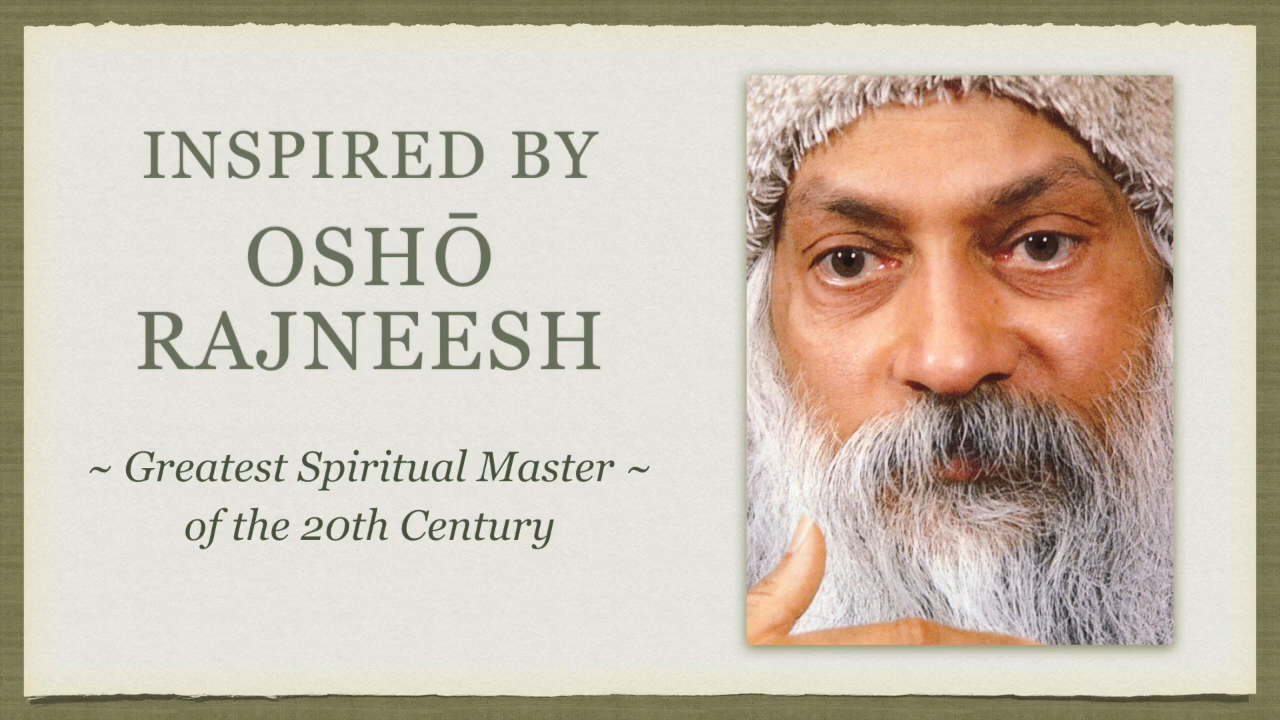 INSPIRED BY
OSHŌ
RAJNEESH
~ Greatest Spiritual Master ~
of the 20th Century